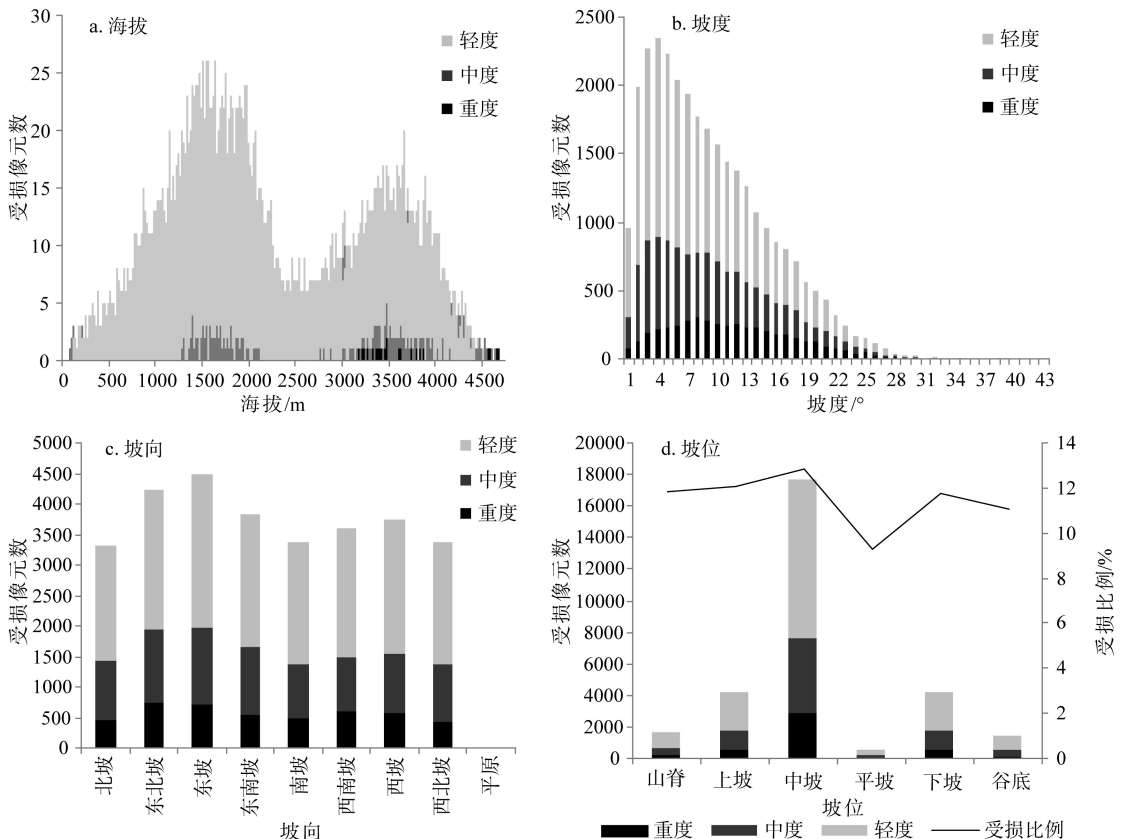 a. 海拔
轻度
中度
重度
30
25
20
15
10
5
0
受损像元数
0 500 1000 1500 2000 2500 3000 3500 4000 4500
海拔/m
b. 坡度
轻度
中度
重度
2500
2000
1500
1000
500
0
受损像元数
1 4 7 10 13 16 19 22 25 28 31 34 37 40 43
坡度/°
c. 坡向
轻度
中度
重度
5000
4500
4000
3500
3000
2500
2000
1500
1000
500
0
受损像元数
北坡 东北坡 东坡 东南坡 南坡 西南坡 西坡 西北坡 平原
坡向
d. 坡位
20000
18000
16000
14000
12000
10000
8000
6000
4000
2000
0
受损像元数
14
12
10
8
6
4
2
0
受损比例/%
山脊 上坡 中坡 平坡 下坡 谷底
坡位
重度 中度 轻度 受损比例